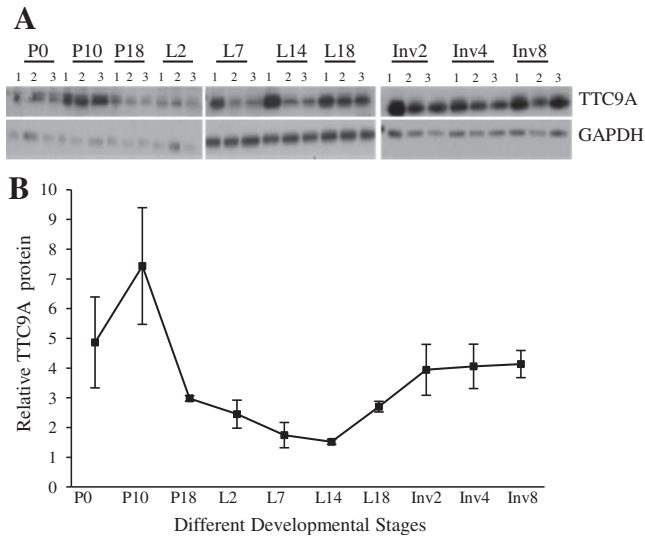 A
P0 P10 P18 L2 L7 L14 L18 Inv2 Inv4 Inv8
1 2 3 1 2 3 1 2 3 1 2 3 1 2 3 1 2 3 1 2 3 1 2 3 1 2 3 1 2 3
TTC9A
GAPDH
B
10
9
8
7
6
5
4
3
2
1
0
Relative TTC9A protein
P0 P10 P18 L2 L7 L14 L18 Inv2 Inv4 Inv8
Different Developmental Stages